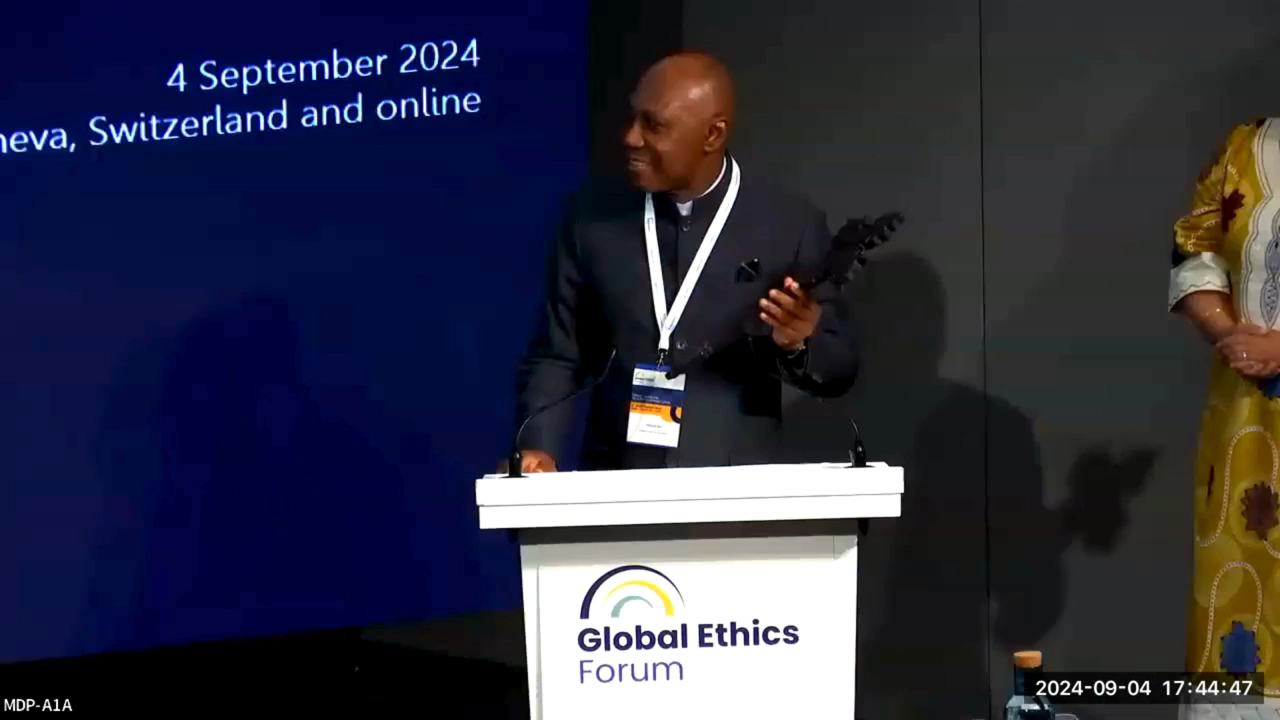 4 September 2024
neva, Switzerland and online
Global Ethics
Forum
MDP-A1A
2024-09-04 17:44:47